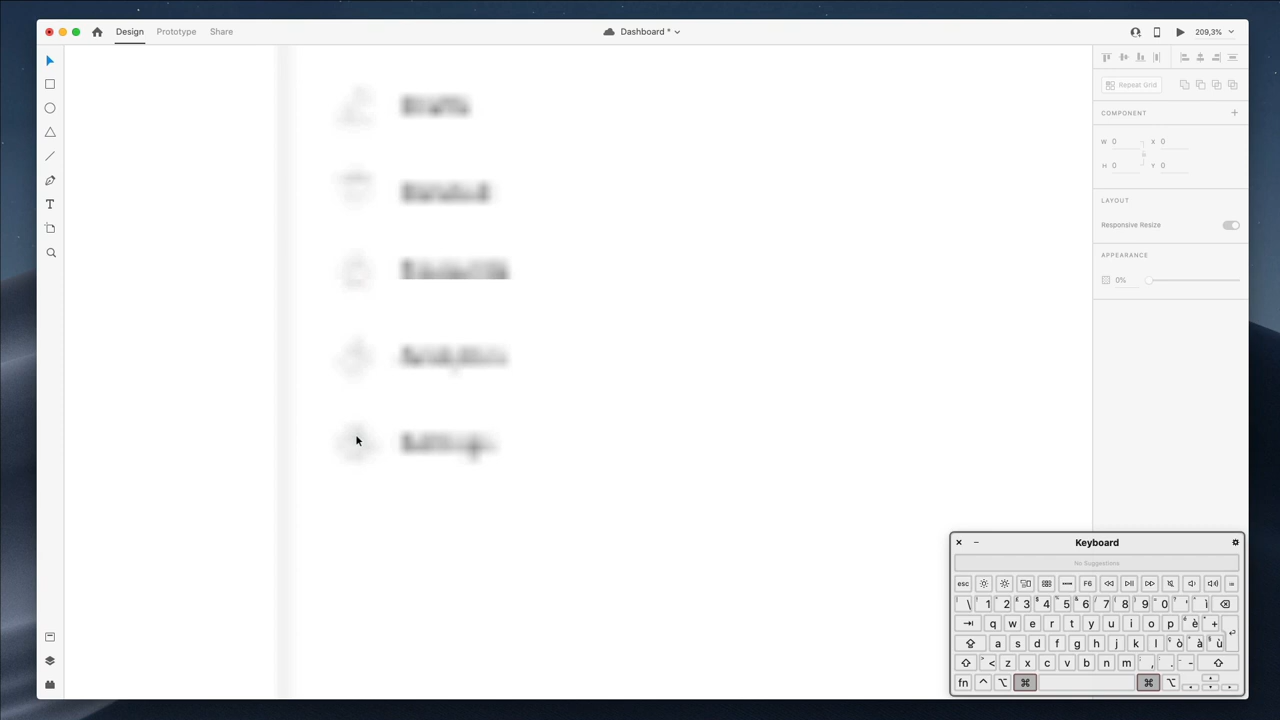 Design
Prototype
Share
Dashboard *
209,3%
Repeat Grid
COMPONENT
W 0
X 0
H 0
Y 0
LAYOUT
Responsive Resize
APPEARANCE
0%
Keyboard
No Suggestions
esc
F6
\ 1 2 3 4 5 6 7 8 9 0 ' ì
q w e r t y u i o p è +
a s d f g h j k l ò à ù
< z x c v b n m , . -
fn ^ ⌥ ⌘ ⌘ ⌥